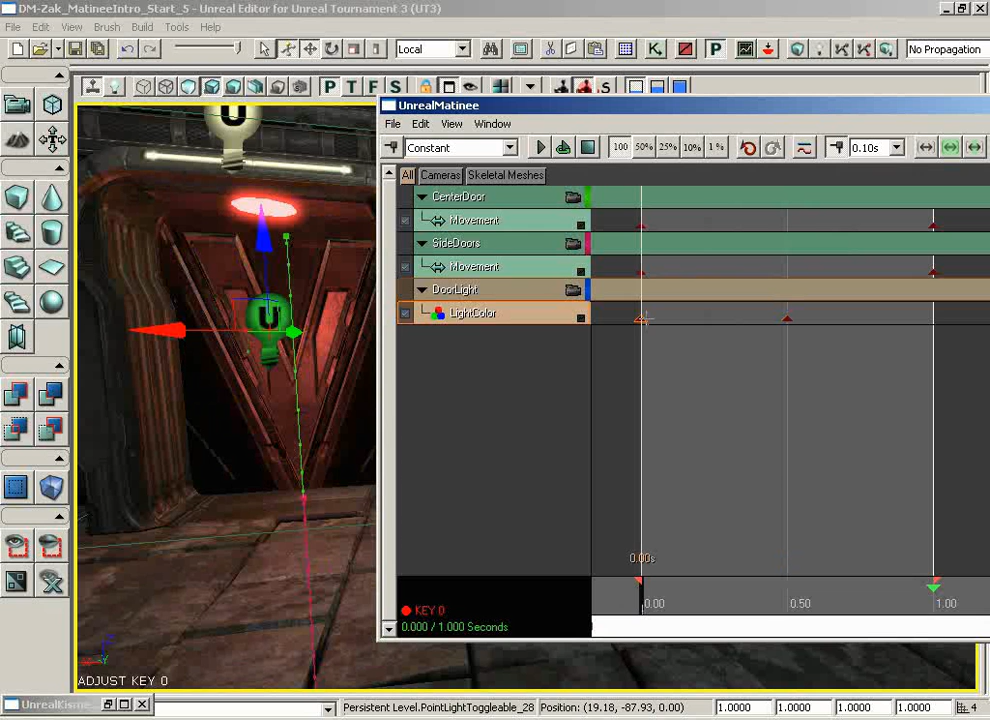 DM-Zak_MatineeIntro_Start_5 - Unreal Editor for Unreal Tournament 3 (UT3)
File Edit View Brush Build Tools Help
Local
No Propagation
P T F S
UnrealMatinee
File Edit View Window
Constant
100 50% 25% 10% 1%
0.10s
All Cameras Skeletal Meshes
CenterDoor
Movement
SideDoors
Movement
DoorLight
LightColor
0.00s
KEY 0
0.000 / 1.000 Seconds
0.00 0.50 1.00
ADJUST KEY 0
Persistent Level.PointLightToggleable_28
Position: (19.18, -87.93, 0.00)
1.0000 1.0000 1.0000 1.0000
4